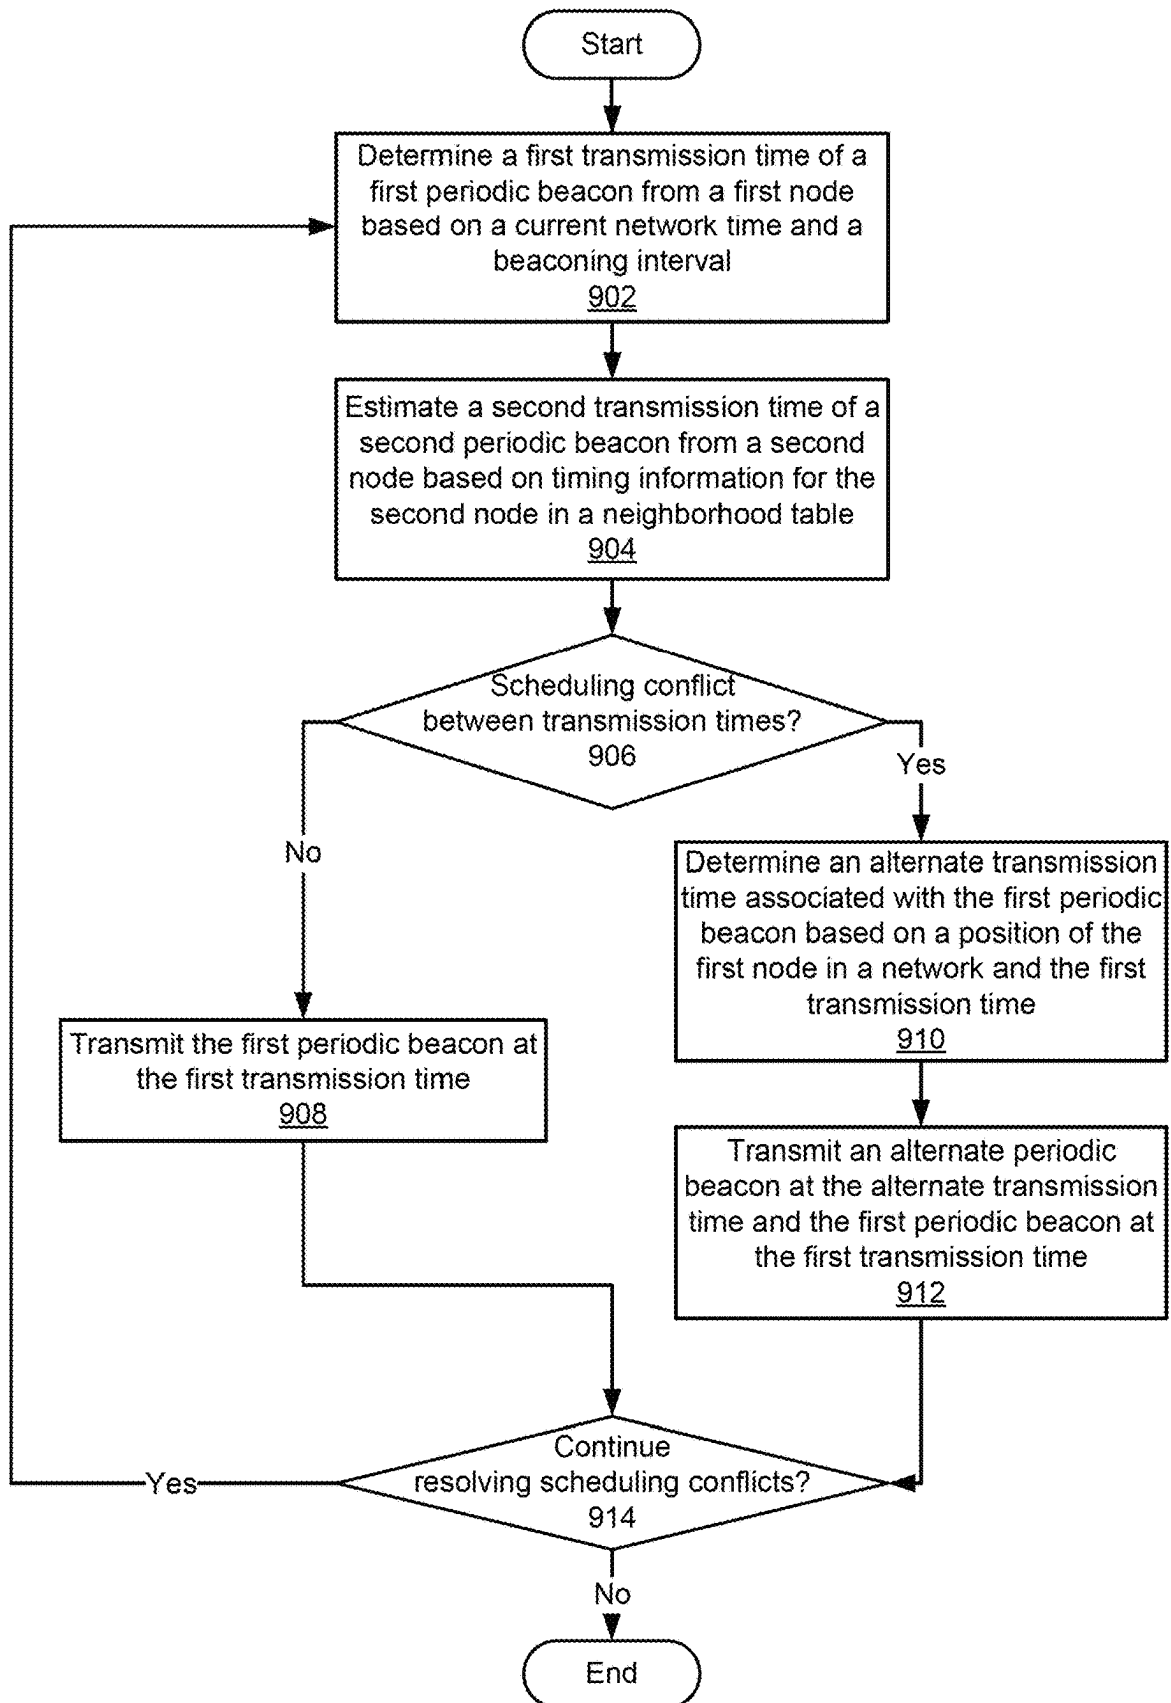 Start
Determine a first transmission time of a
first periodic beacon from a first node
based on a current network time and a
beaconing interval
902
Estimate a second transmission time of a
second periodic beacon from a second
node based on timing information for the
second node in a neighborhood table
904
Scheduling conflict
between transmission times?
906
Yes
No
Determine an alternate transmission
time associated with the first periodic
beacon based on a position of the
first node in a network and the first
transmission time
910
Transmit the first periodic beacon at
the first transmission time
908
Transmit an alternate periodic
beacon at the alternate transmission
time and the first periodic beacon at
the first transmission time
912
Continue
resolving scheduling conflicts?
914
Yes
No
End